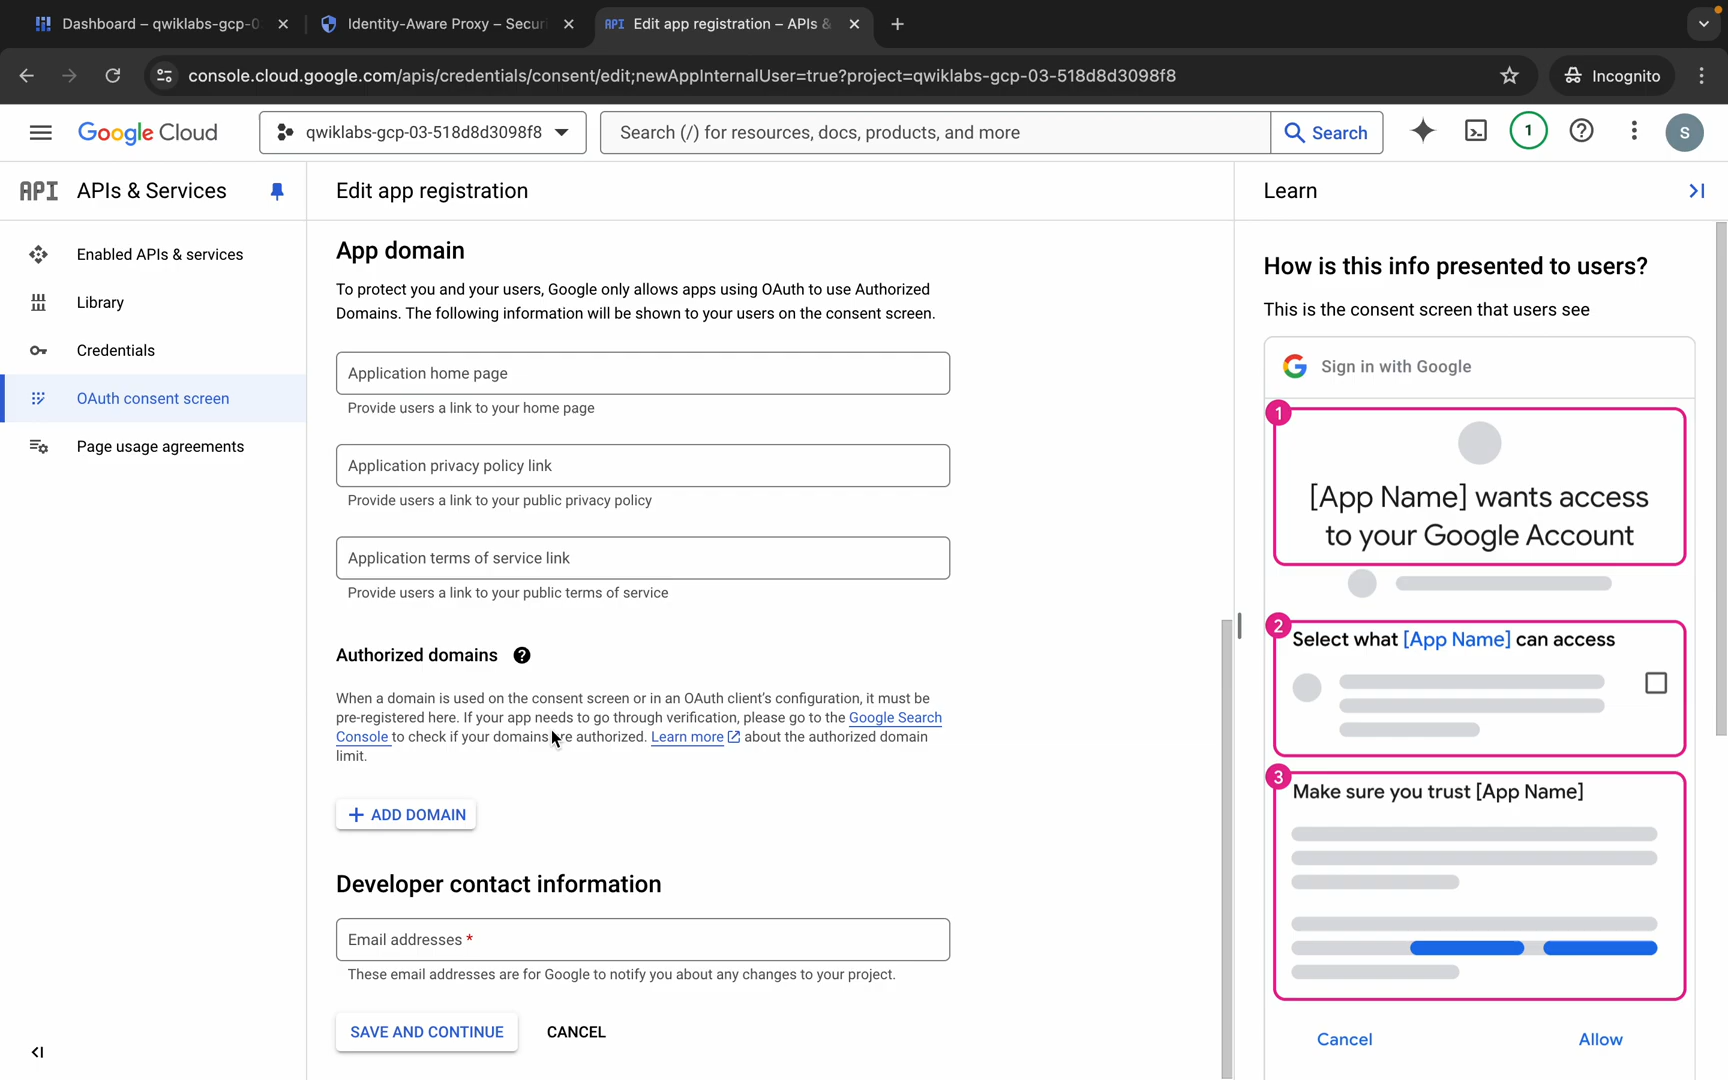 Dashboard – qwiklabs-gcp-0
Identity-Aware Proxy – Securi
API Edit app registration – APIs &
console.cloud.google.com/apis/credentials/consent/edit;newAppInternalUser=true?project=qwiklabs-gcp-03-518d8d3098f8
Incognito
Google Cloud
qwiklabs-gcp-03-518d8d3098f8
Search (/) for resources, docs, products, and more
Search
1
S
API APIs & Services
Enabled APIs & services
Library
Credentials
OAuth consent screen
Page usage agreements
Edit app registration
App domain
To protect you and your users, Google only allows apps using OAuth to use Authorized
Domains. The following information will be shown to your users on the consent screen.
Application home page
Provide users a link to your home page
Application privacy policy link
Provide users a link to your public privacy policy
Application terms of service link
Provide users a link to your public terms of service
Authorized domains
When a domain is used on the consent screen or in an OAuth client's configuration, it must be
pre-registered here. If your app needs to go through verification, please go to the Google Search
Console to check if your domains are authorized. Learn more about the authorized domain
limit.
+ ADD DOMAIN
Developer contact information
Email addresses *
These email addresses are for Google to notify you about any changes to your project.
SAVE AND CONTINUE
CANCEL
Learn
How is this info presented to users?
This is the consent screen that users see
Sign in with Google
1
[App Name] wants access
to your Google Account
2
Select what [App Name] can access
3
Make sure you trust [App Name]
Cancel
Allow